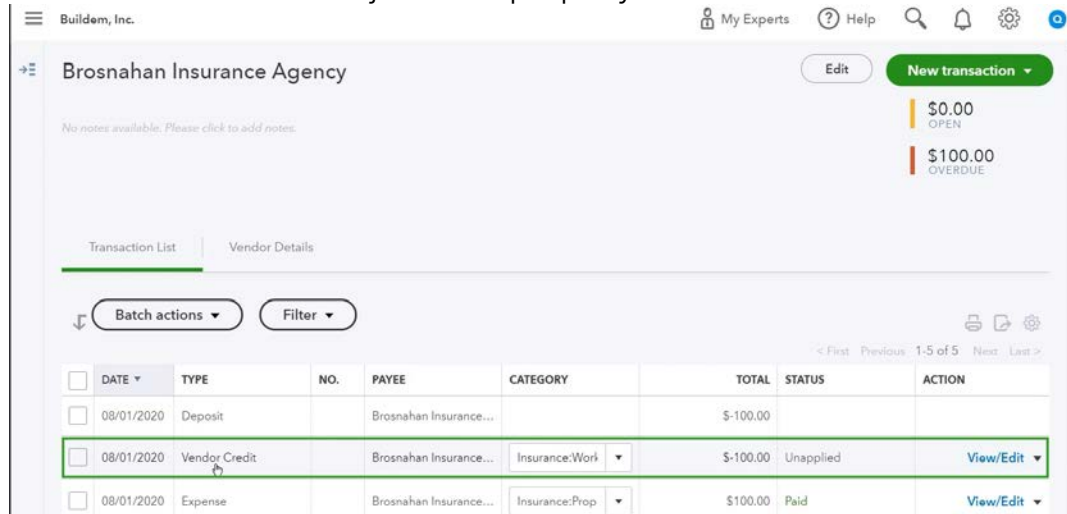 Buildem, Inc. My Experts Help
Brosnahan Insurance Agency Edit New transaction
No notes available. Please click to add notes.
$0.00
OPEN
$100.00
OVERDUE
Transaction List Vendor Details
Batch actions Filter
< First Previous 1-5 of 5 Next Last >
DATE TYPE NO. PAYEE CATEGORY TOTAL STATUS ACTION
08/01/2020 Deposit Brosnahan Insurance... $-100.00
08/01/2020 Vendor Credit Brosnahan Insurance... Insurance:Work $-100.00 Unapplied View/Edit
08/01/2020 Expense Brosnahan Insurance... Insurance:Prop $100.00 Paid View/Edit